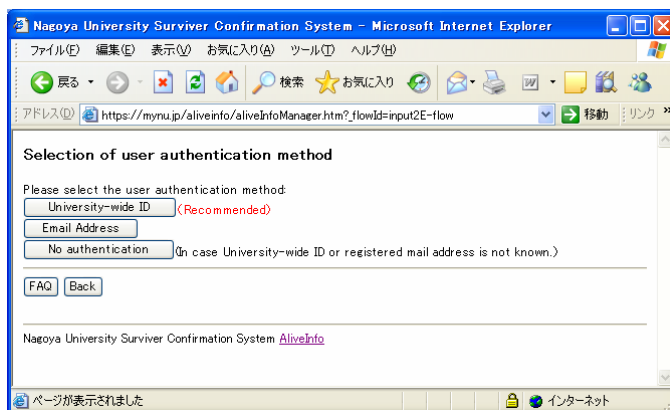 Nagoya University Surviver Confirmation System - Microsoft Internet Explorer
ファイル(F) 編集(E) 表示(V) お気に入り(A) ツール(T) ヘルプ(H)
戻る 検索 お気に入り
アドレス(D) https://mynu.jp/aliveinfo/aliveInfoManager.htm?_flowId=input2E-flow 移動 リンク »
Selection of user authentication method
Please select the user authentication method:
University-wide ID (Recommended)
Email Address
No authentication (In case University-wide ID or registered mail address is not known.)
FAQ Back
Nagoya University Surviver Confirmation System AliveInfo
ページが表示されました インターネット